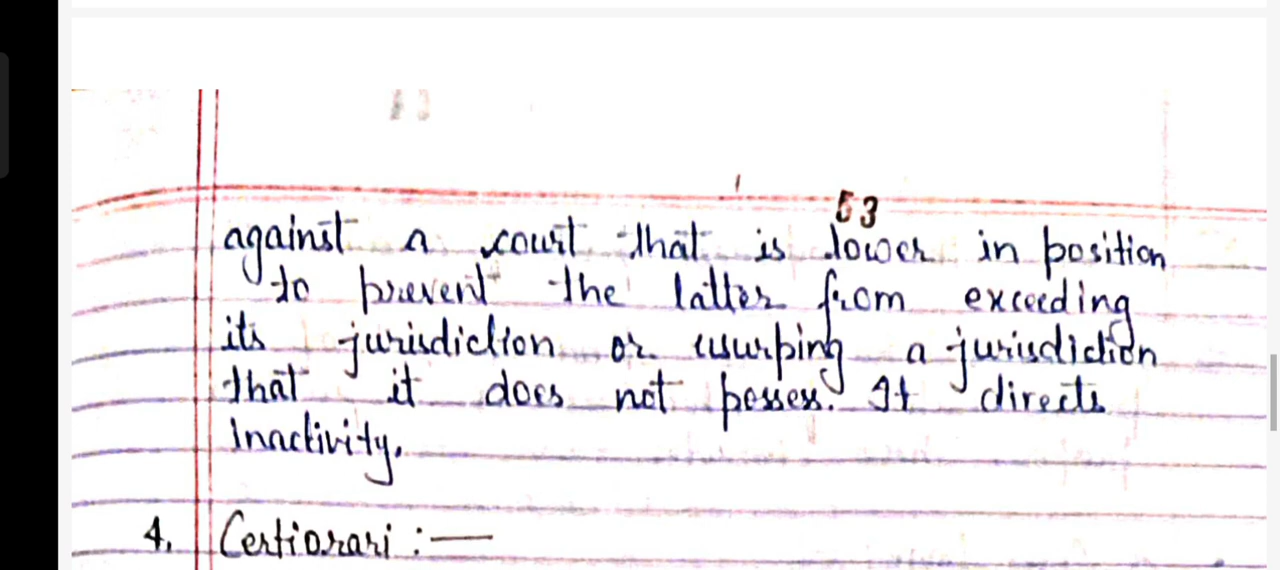 53
against a court that is lower in position
to prevent the latter from exceeding
its jurisdiction or usurping a jurisdiction
that it does not possess. It directs
inactivity.
4. Certiorari :—